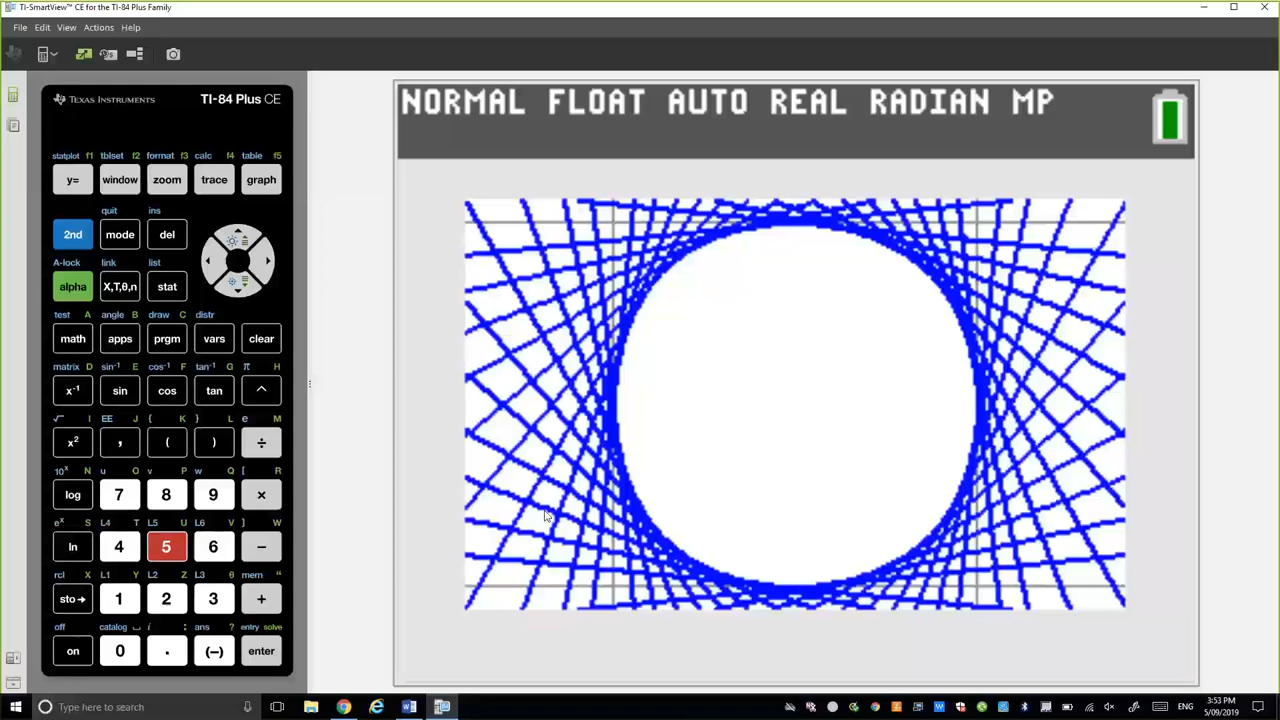 TI-SmartView™ CE for the TI-84 Plus Family
File Edit View Actions Help
TEXAS INSTRUMENTS TI-84 Plus CE
NORMAL FLOAT AUTO REAL RADIAN MP
statplot f1 tblset f2 format f3 calc f4 table f5
y= window zoom trace graph
quit ins
2nd mode del
A-lock link list
alpha X,T,θ,n stat
test A angle B draw C distr
math apps prgm vars clear
matrix D sin⁻¹ E cos⁻¹ F tan⁻¹ G π H
x⁻¹ sin cos tan ^
√ I EE J { K } L e M
x² , ( ) ÷
10ˣ N u O v P w Q [ R
log 7 8 9 ×
eˣ S L4 T L5 U L6 V ] W
ln 4 5 6 −
rcl X L1 Y L2 Z L3 θ mem "
sto→ 1 2 3 +
off catalog ⎵ i : ans ? entry solve
on 0 . (−) enter
Type here to search
ENG
3:53 PM
5/09/2019